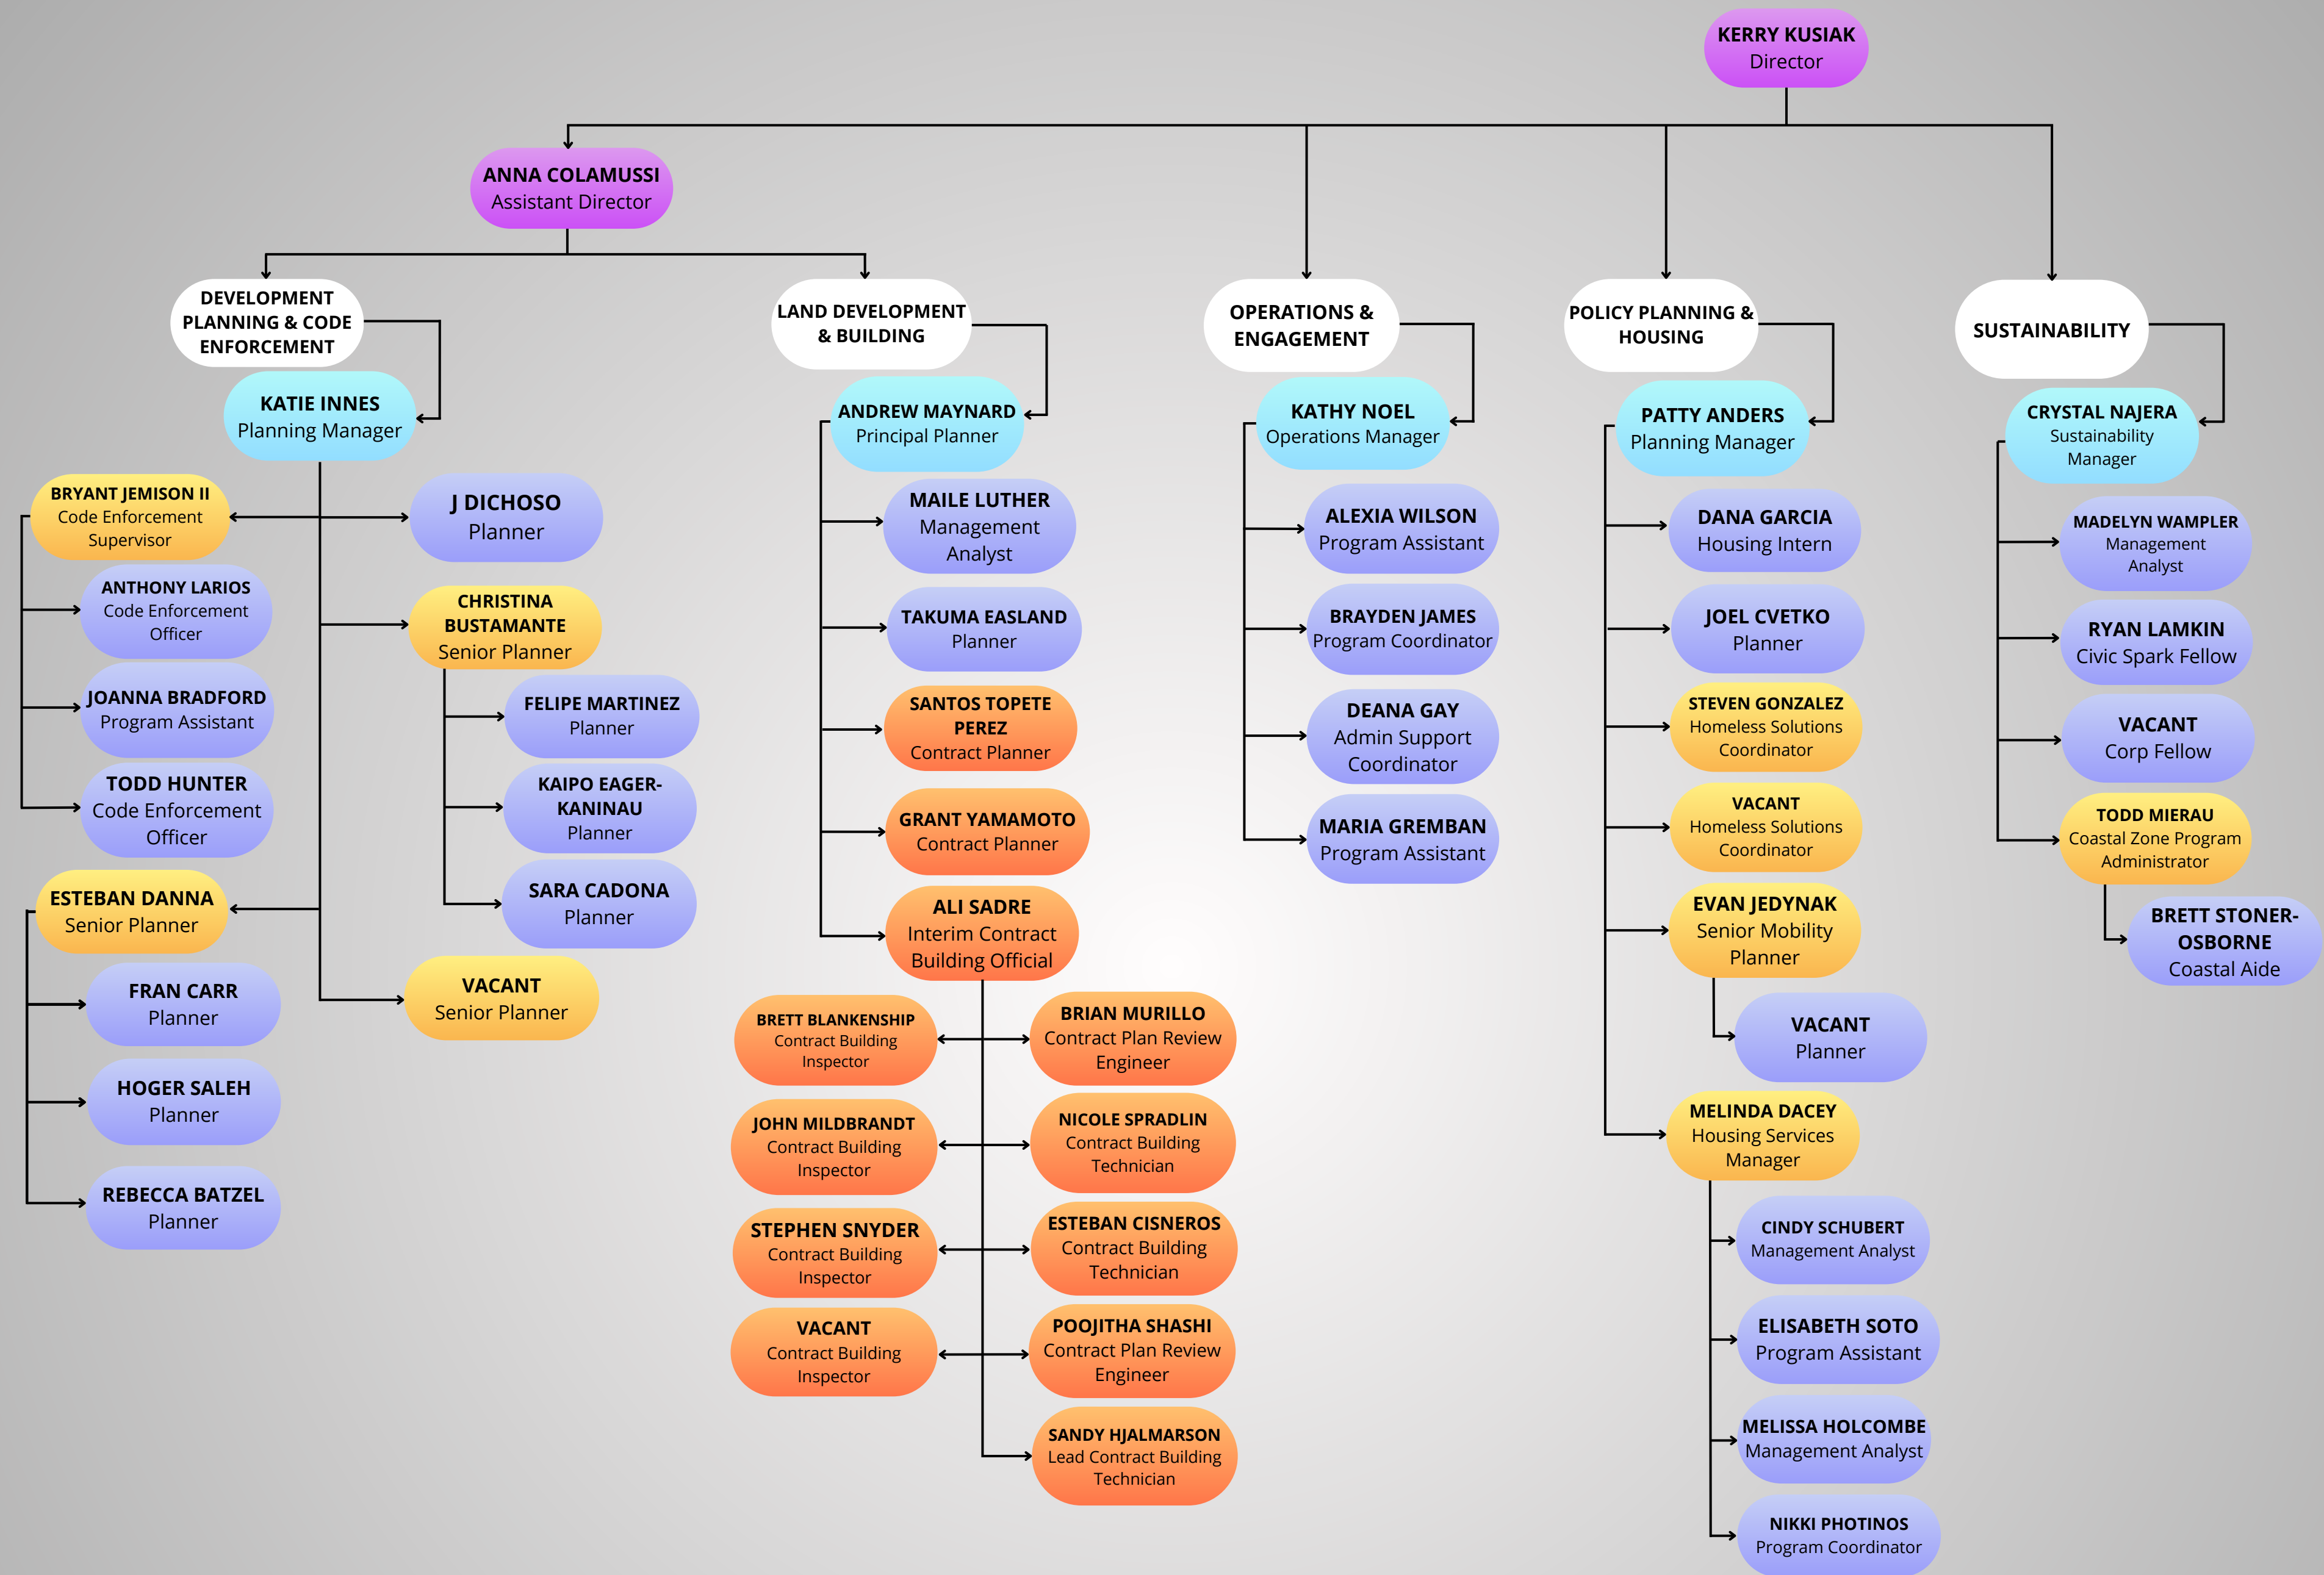 KERRY KUSIAK
Director
ANNA COLAMUSSI
Assistant Director
DEVELOPMENT
PLANNING & CODE
ENFORCEMENT
KATIE INNES
Planning Manager
BRYANT JEMISON II
Code Enforcement
Supervisor
ANTHONY LARIOS
Code Enforcement
Officer
JOANNA BRADFORD
Program Assistant
TODD HUNTER
Code Enforcement
Officer
ESTEBAN DANNA
Senior Planner
FRAN CARR
Planner
HOGER SALEH
Planner
REBECCA BATZEL
Planner
J DICHOSO
Planner
CHRISTINA
BUSTAMANTE
Senior Planner
FELIPE MARTINEZ
Planner
KAIPO EAGER-
KANINAU
Planner
SARA CADONA
Planner
VACANT
Senior Planner
LAND DEVELOPMENT
& BUILDING
ANDREW MAYNARD
Principal Planner
MAILE LUTHER
Management
Analyst
TAKUMA EASLAND
Planner
SANTOS TOPETE
PEREZ
Contract Planner
GRANT YAMAMOTO
Contract Planner
ALI SADRE
Interim Contract
Building Official
BRETT BLANKENSHIP
Contract Building
Inspector
JOHN MILDBRANDT
Contract Building
Inspector
STEPHEN SNYDER
Contract Building
Inspector
VACANT
Contract Building
Inspector
BRIAN MURILLO
Contract Plan Review
Engineer
NICOLE SPRADLIN
Contract Building
Technician
ESTEBAN CISNEROS
Contract Building
Technician
POOJITHA SHASHI
Contract Plan Review
Engineer
SANDY HJALMARSON
Lead Contract Building
Technician
OPERATIONS &
ENGAGEMENT
KATHY NOEL
Operations Manager
ALEXIA WILSON
Program Assistant
BRAYDEN JAMES
Program Coordinator
DEANA GAY
Admin Support
Coordinator
MARIA GREMBAN
Program Assistant
POLICY PLANNING &
HOUSING
PATTY ANDERS
Planning Manager
DANA GARCIA
Housing Intern
JOEL CVETKO
Planner
STEVEN GONZALEZ
Homeless Solutions
Coordinator
VACANT
Homeless Solutions
Coordinator
EVAN JEDYNAK
Senior Mobility
Planner
VACANT
Planner
MELINDA DACEY
Housing Services
Manager
CINDY SCHUBERT
Management Analyst
ELISABETH SOTO
Program Assistant
MELISSA HOLCOMBE
Management Analyst
NIKKI PHOTINOS
Program Coordinator
SUSTAINABILITY
CRYSTAL NAJERA
Sustainability
Manager
MADELYN WAMPLER
Management
Analyst
RYAN LAMKIN
Civic Spark Fellow
VACANT
Corp Fellow
TODD MIERAU
Coastal Zone Program
Administrator
BRETT STONER-
OSBORNE
Coastal Aide